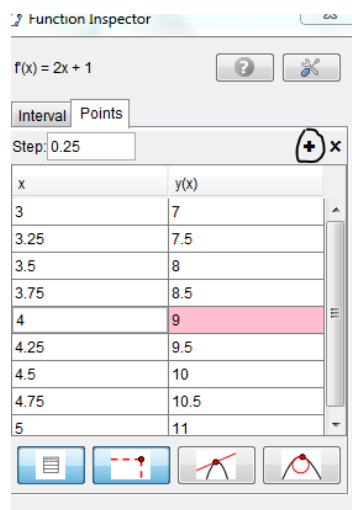 Function Inspector
f'(x) = 2x + 1
Interval Points
Step: 0.25
x y(x)
3 7
3.25 7.5
3.5 8
3.75 8.5
4 9
4.25 9.5
4.5 10
4.75 10.5
5 11